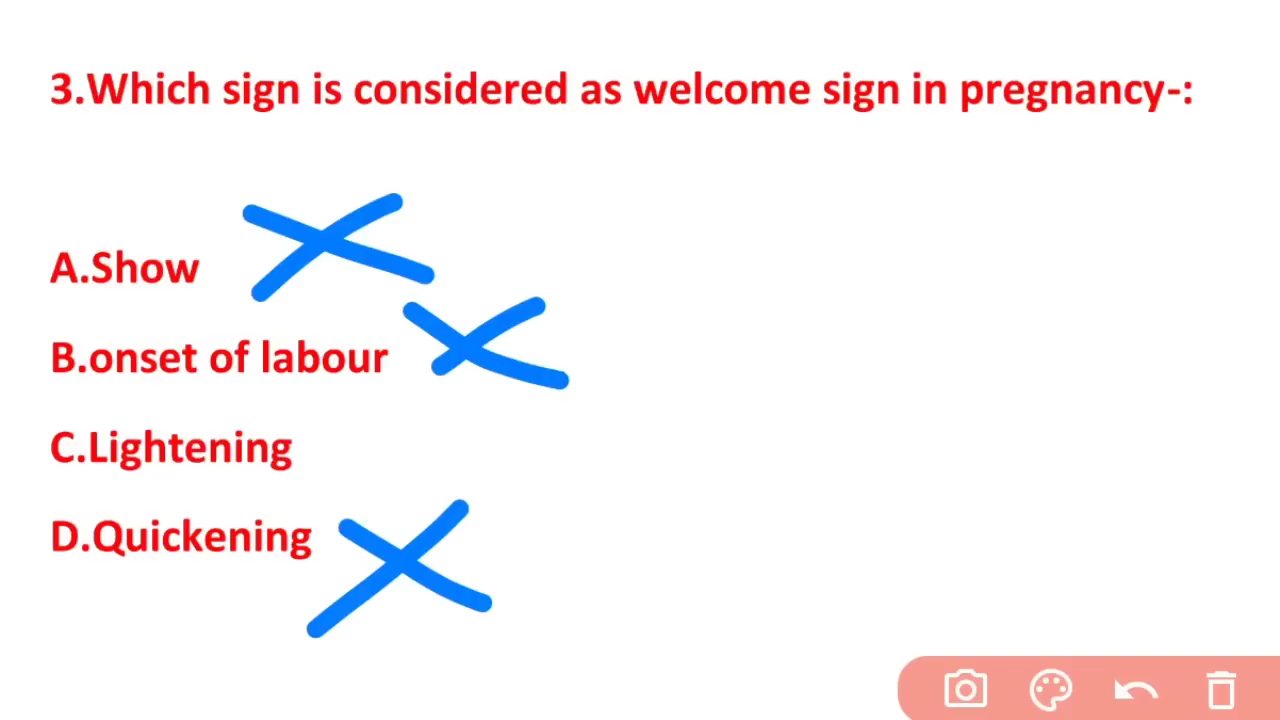 3.Which sign is considered as welcome sign in pregnancy-:
A.Show
B.onset of labour
C.Lightening
D.Quickening